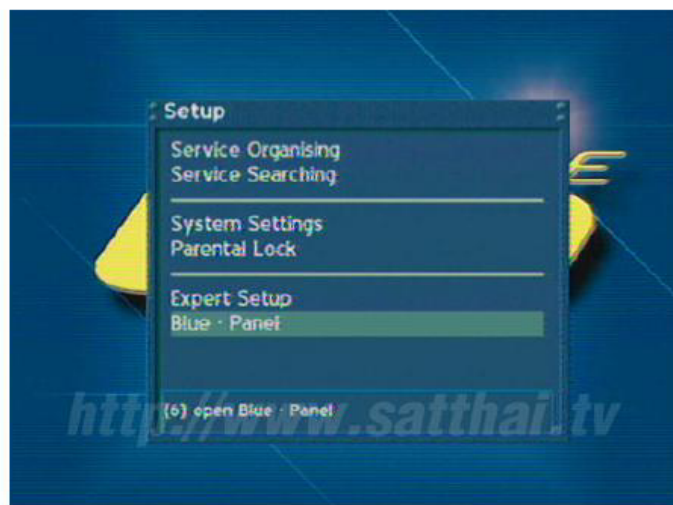 Setup
Service Organising
Service Searching
System Settings
Parental Lock
Expert Setup
Blue - Panel
(6) open Blue - Panel
http://www.satthai.tv